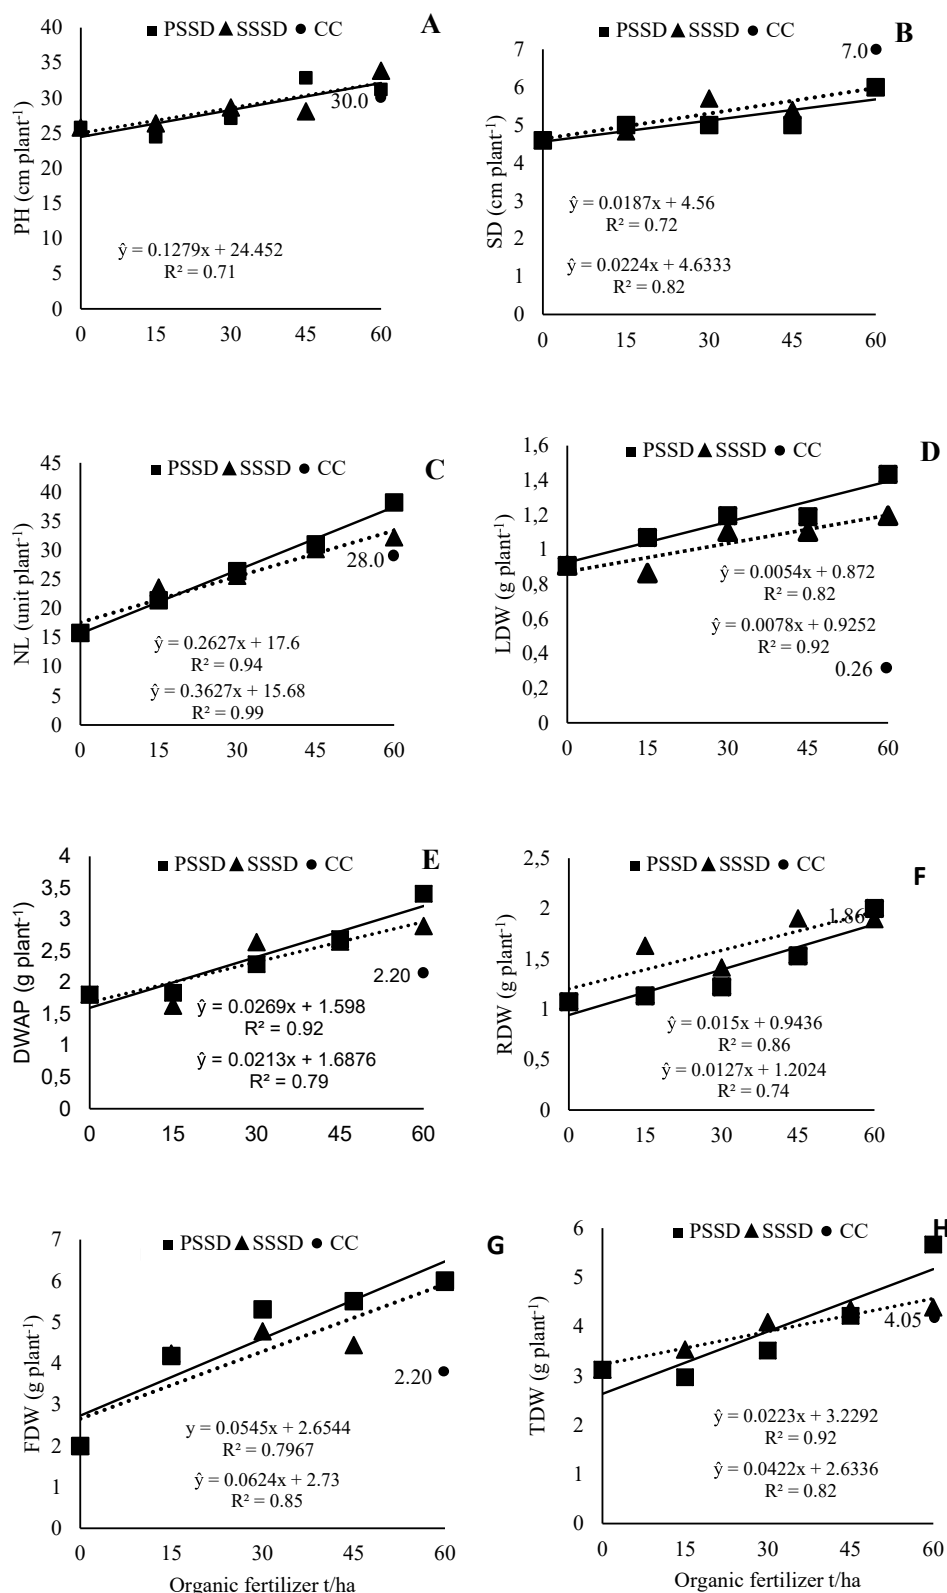 ■ PSSD ▲ SSSD ● CC
A
PH (cm plant-1)
40
35
30
25
20
15
10
5
0
30.0
ŷ = 0.1279x + 24.452
R² = 0.71
0 15 30 45 60
■ PSSD ▲ SSSD ● CC
B
SD (cm plant-1)
7
6
5
4
3
2
1
0
7.0
ŷ = 0.0187x + 4.56
R² = 0.72
ŷ = 0.0224x + 4.6333
R² = 0.82
0 15 30 45 60
■ PSSD ▲ SSSD ● CC
C
NL (unit plant-1)
45
40
35
30
25
20
15
10
5
0
28.0
ŷ = 0.2627x + 17.6
R² = 0.94
ŷ = 0.3627x + 15.68
R² = 0.99
0 15 30 45 60
■ PSSD ▲ SSSD ● CC
D
LDW (g plant-1)
1,6
1,4
1,2
1
0,8
0,6
0,4
0,2
0
ŷ = 0.0054x + 0.872
R² = 0.82
ŷ = 0.0078x + 0.9252
R² = 0.92
0.26
0 15 30 45 60
■ PSSD ▲ SSSD ● CC
E
DWAP (g plant-1)
4
3,5
3
2,5
2
1,5
1
0,5
0
2.20
ŷ = 0.0269x + 1.598
R² = 0.92
ŷ = 0.0213x + 1.6876
R² = 0.79
0 15 30 45 60
■ PSSD ▲ SSSD ● CC
F
RDW (g plant-1)
2,5
2
1,5
1
0,5
0
1.86
ŷ = 0.015x + 0.9436
R² = 0.86
ŷ = 0.0127x + 1.2024
R² = 0.74
0 15 30 45 60
■ PSSD ▲ SSSD ● CC
G
FDW (g plant-1)
7
6
5
4
3
2
1
0
2.20
y = 0.0545x + 2.6544
R² = 0.7967
ŷ = 0.0624x + 2.73
R² = 0.85
0 15 30 45 60
Organic fertilizer t/ha
■ PSSD ▲ SSSD ● CC
H
TDW (g plant-1)
6
5
4
3
2
1
0
4.05
ŷ = 0.0223x + 3.2292
R² = 0.92
ŷ = 0.0422x + 2.6336
R² = 0.82
0 15 30 45 60
Organic fertilizer t/ha